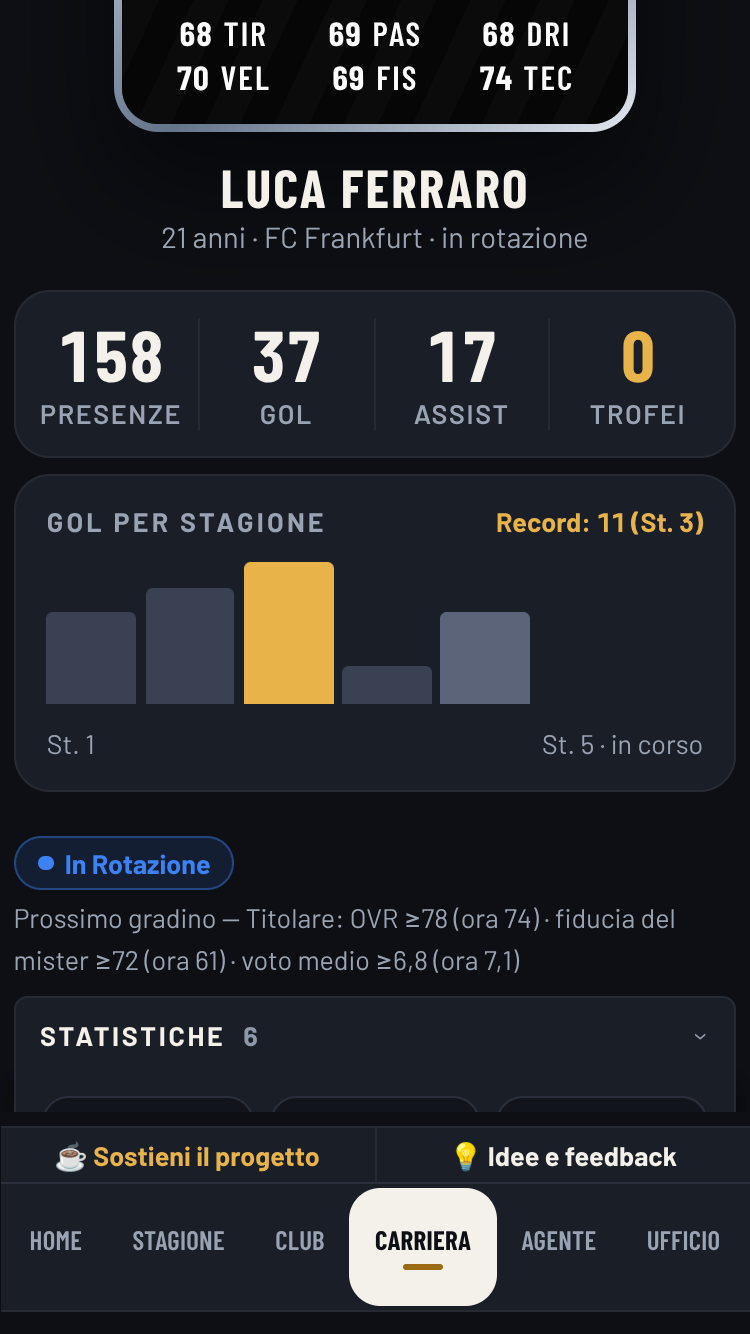 68 TIR 69 PAS 68 DRI
70 VEL 69 FIS 74 TEC
LUCA FERRARO
21 anni · FC Frankfurt · in rotazione
158 37 17 0
PRESENZE GOL ASSIST TROFEI
GOL PER STAGIONE Record: 11 (St. 3)
St. 1 St. 5 · in corso
In Rotazione
Prossimo gradino — Titolare: OVR ≥78 (ora 74) · fiducia del
mister ≥72 (ora 61) · voto medio ≥6,8 (ora 7,1)
STATISTICHE 6
☕ Sostieni il progetto 💡 Idee e feedback
HOME STAGIONE CLUB CARRIERA AGENTE UFFICIO